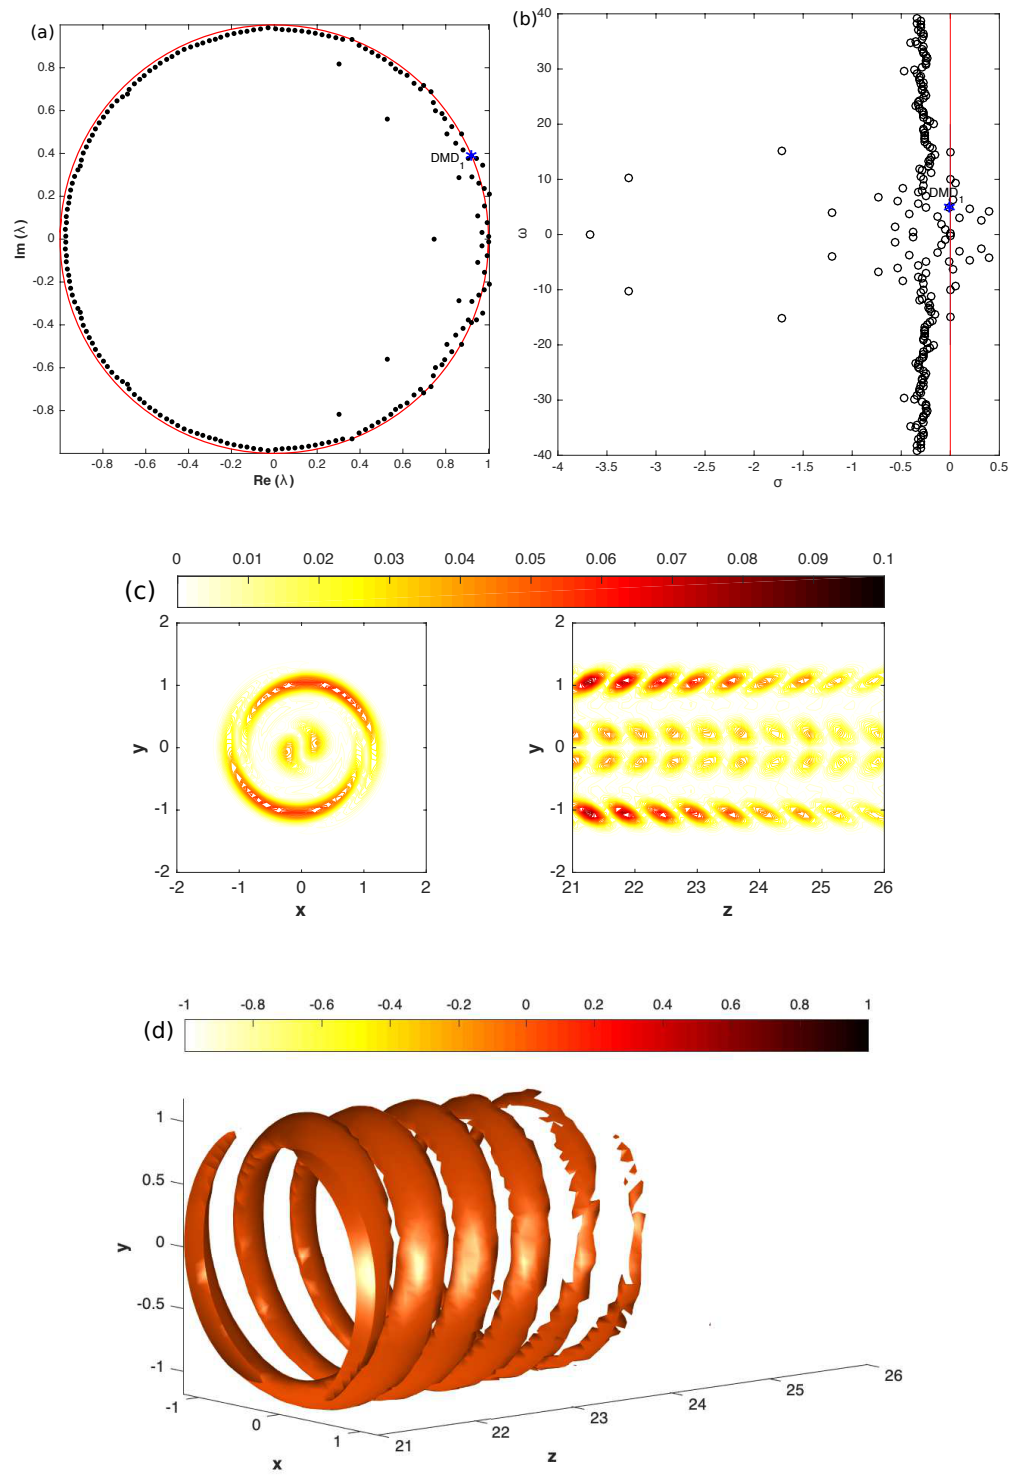 (a)
0.8
0.6
0.4
0.2
0
-0.2
-0.4
-0.6
-0.8
Im (λ)
DMD1
-0.8 -0.6 -0.4 -0.2 0 0.2 0.4 0.6 0.8 1
Re (λ)
(b)
40
30
20
10
0
-10
-20
-30
-40
ω
DMD1
-4 -3.5 -3 -2.5 -2 -1.5 -1 -0.5 0 0.5
σ
(c)
0 0.01 0.02 0.03 0.04 0.05 0.06 0.07 0.08 0.09 0.1
2
1
0
-1
-2
y
-2 -1 0 1 2
x
2
1
0
-1
-2
y
21 22 23 24 25 26
z
(d)
-1 -0.8 -0.6 -0.4 -0.2 0 0.2 0.4 0.6 0.8 1
1
0.5
0
-0.5
-1
y
-1 0 1
x
21 22 23 24 25 26
z